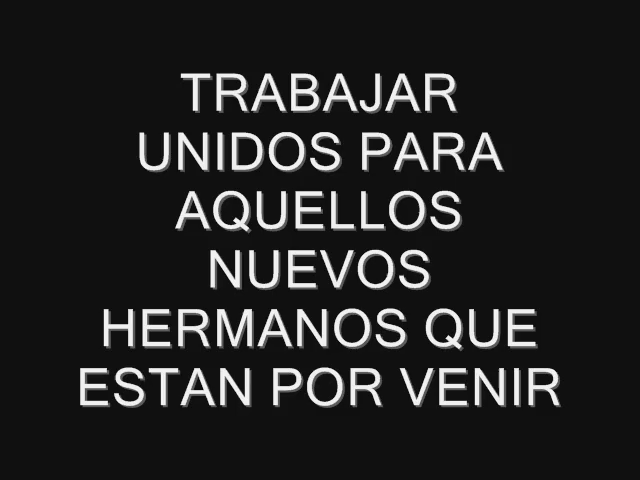 TRABAJAR
UNIDOS PARA
AQUELLOS
NUEVOS
HERMANOS QUE
ESTAN POR VENIR